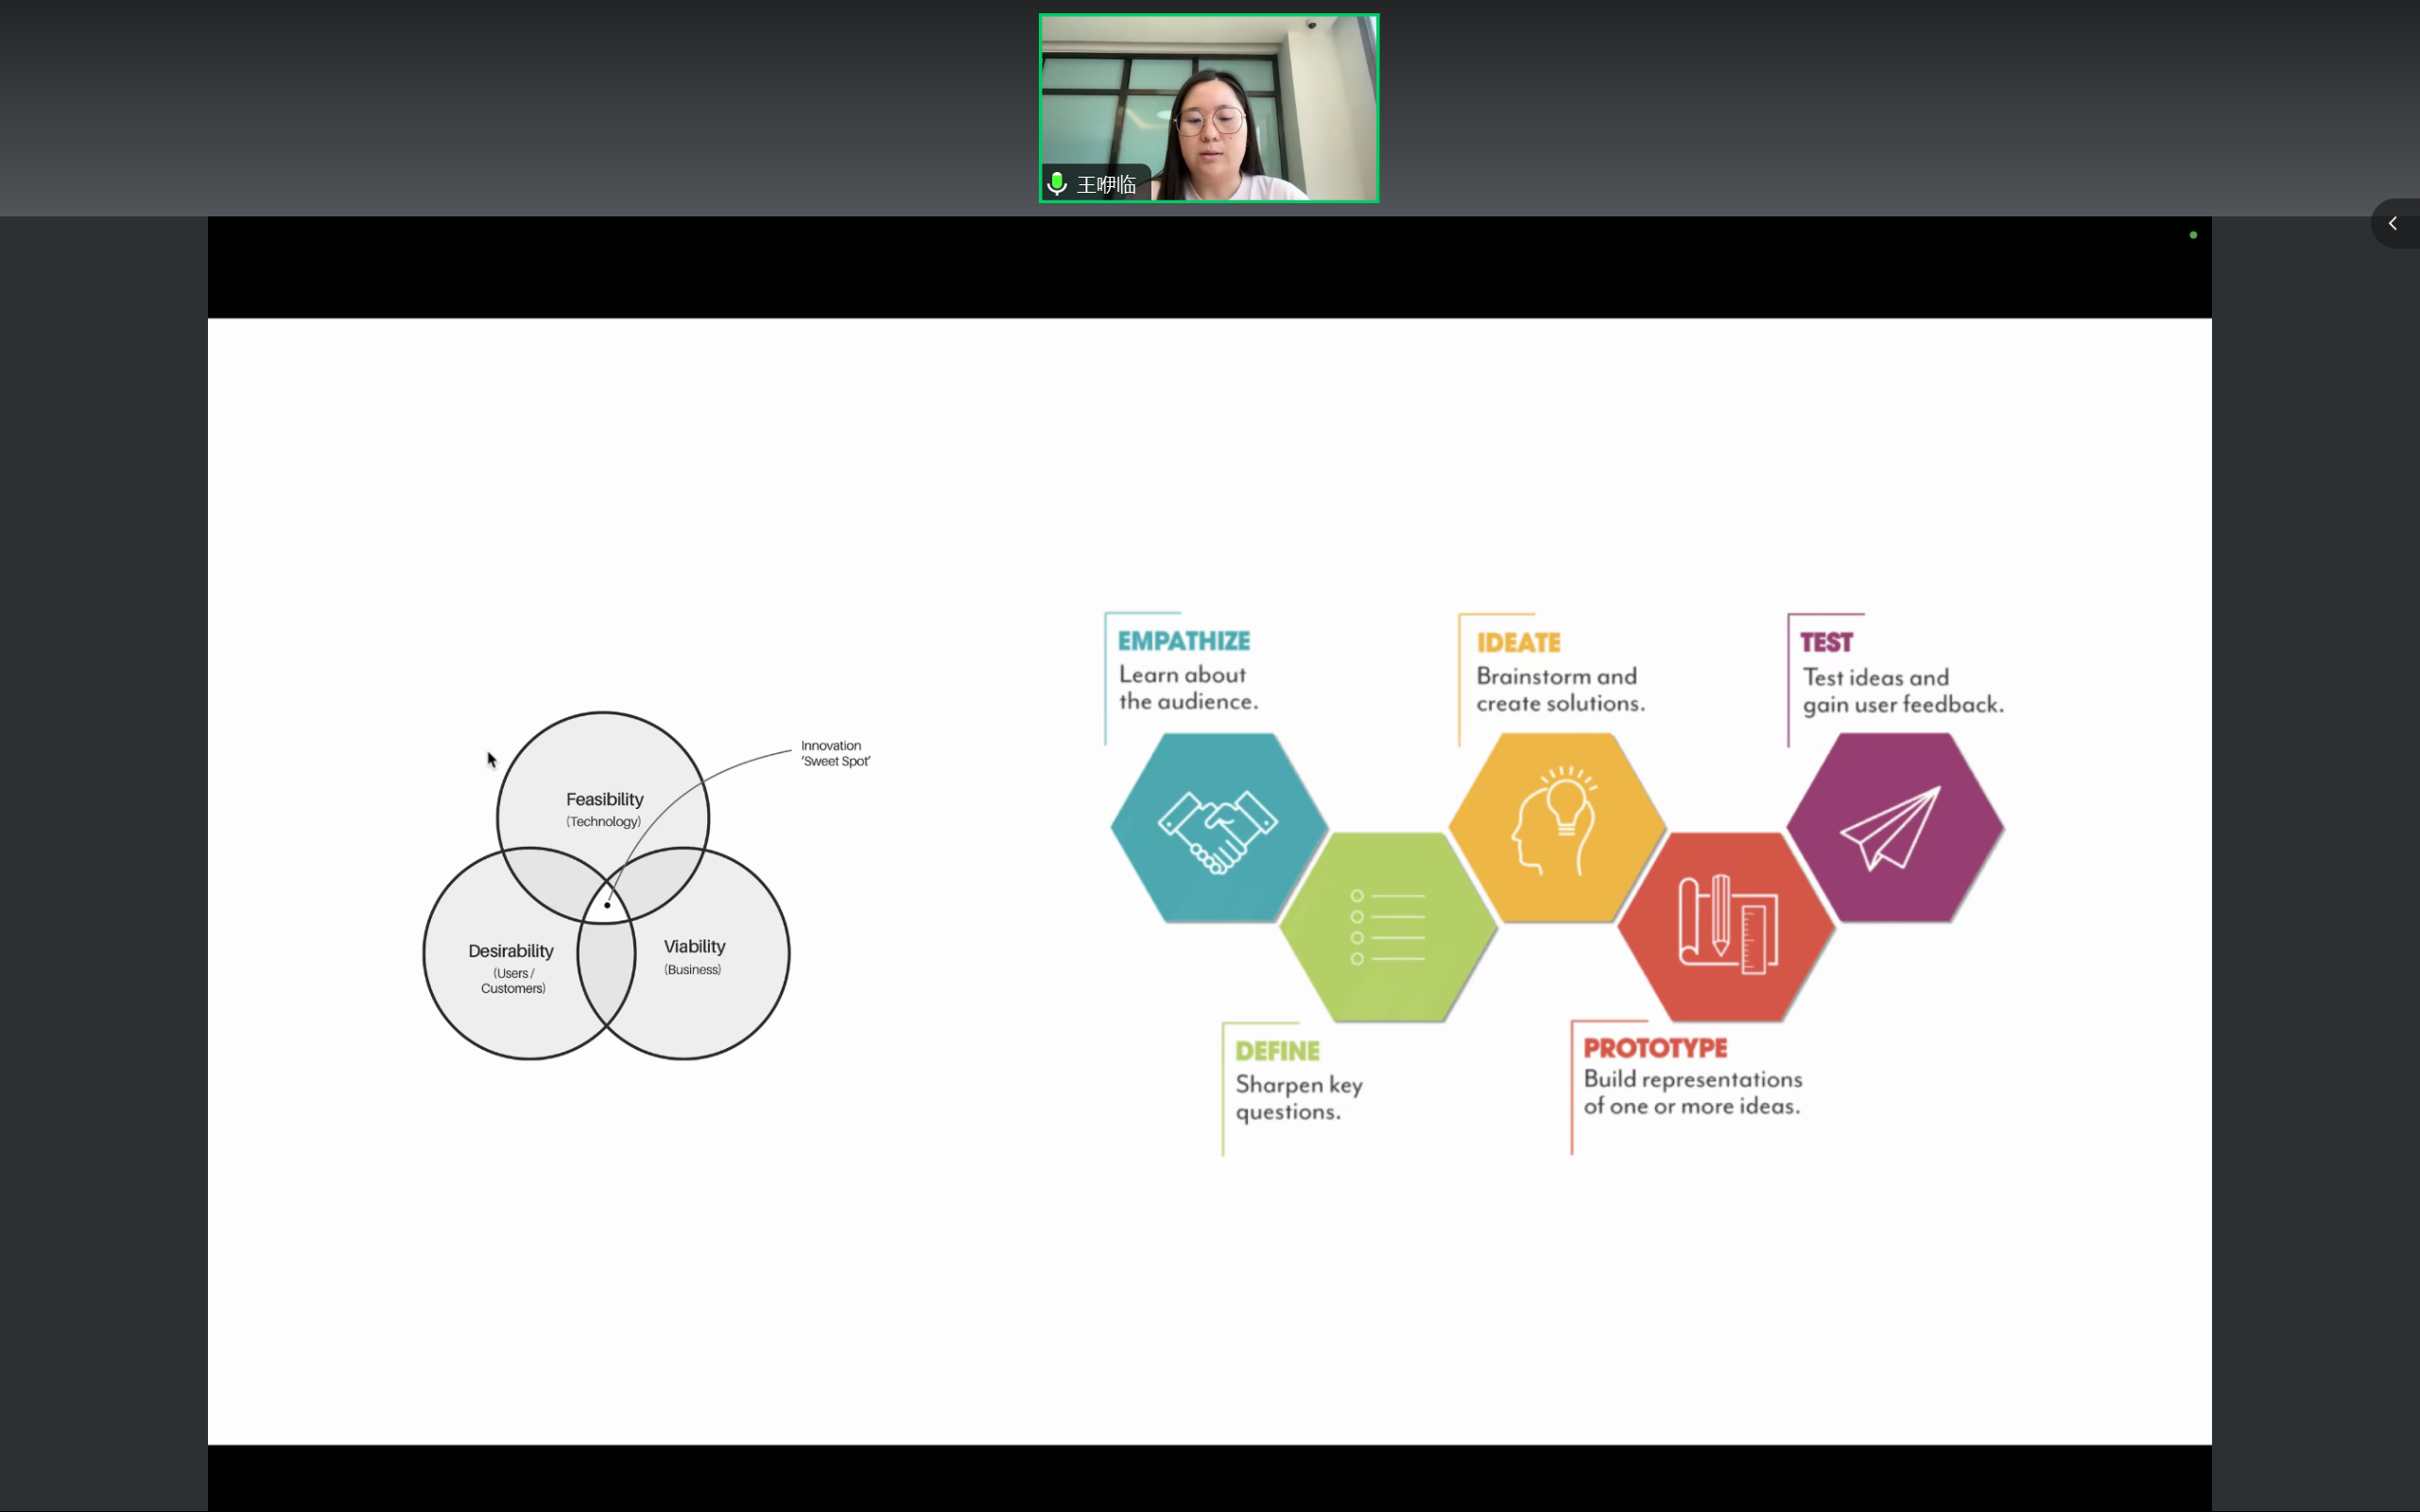 王咿临
EMPATHIZE
Learn about
the audience.
IDEATE
Brainstorm and
create solutions.
TEST
Test ideas and
gain user feedback.
Innovation
'Sweet Spot'
Feasibility
(Technology)
Desirability
(Users /
Customers)
Viability
(Business)
DEFINE
Sharpen key
questions.
PROTOTYPE
Build representations
of one or more ideas.